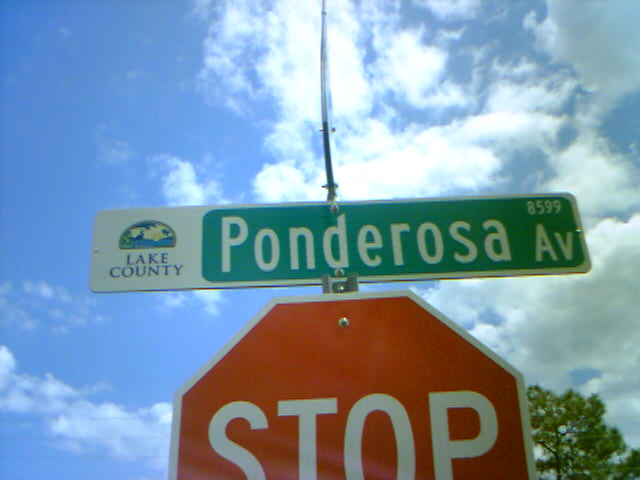 8599
LAKE COUNTY
Ponderosa Av
STOP